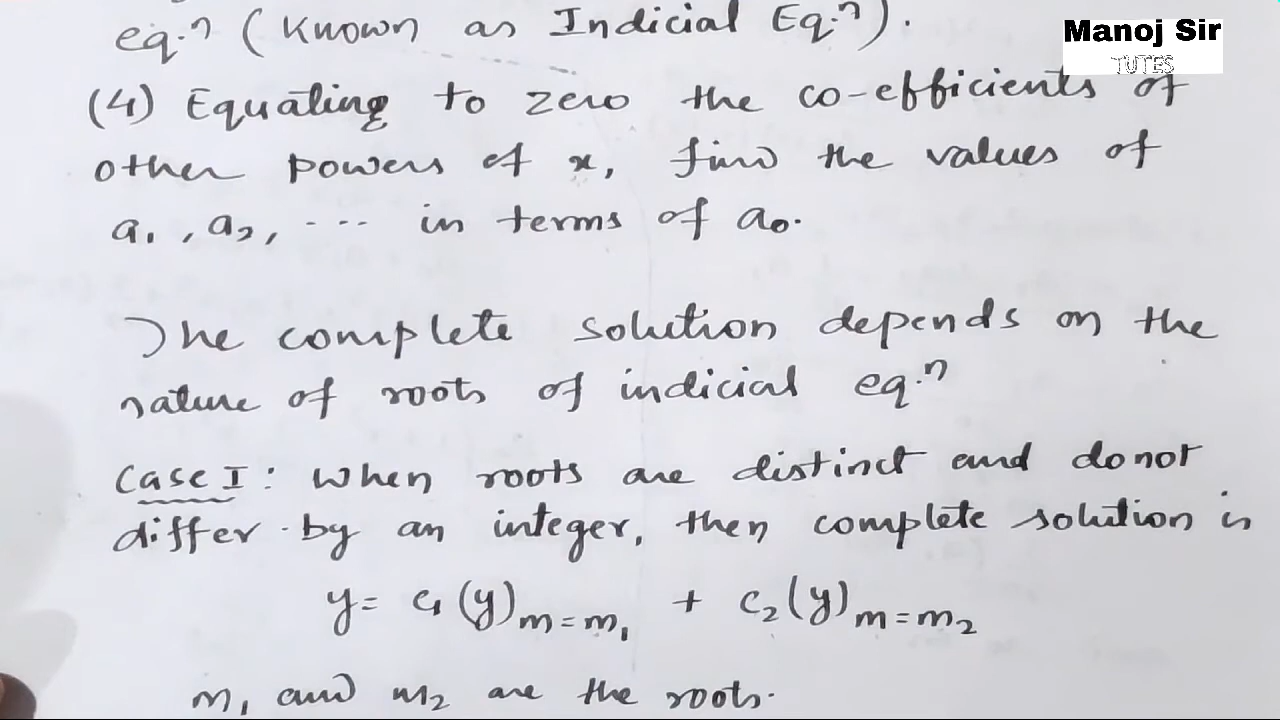 eq.ⁿ (Known as Indicial Eq.ⁿ).
Manoj Sir
TUTES
(4) Equating to zero the co-efficients of
other powers of x, find the values of
a₁, a₂, --- in terms of a₀.
The complete solution depends on the
nature of roots of indicial eq.ⁿ
Case I: When roots are distinct and do not
differ by an integer, then complete solution is
y = c₁(y)ₘ₌ₘ₁ + c₂(y)ₘ₌ₘ₂
m₁ and m₂ are the roots.